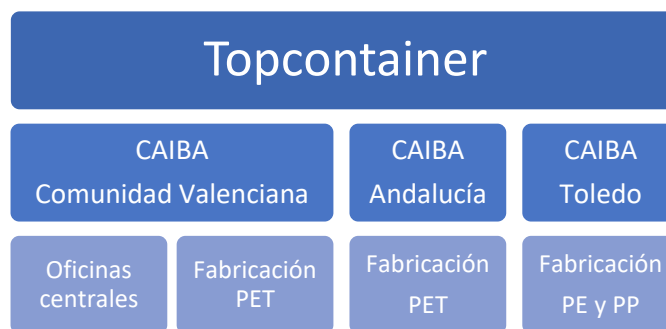 Topcontainer
CAIBA
Comunidad Valenciana
CAIBA
Andalucía
CAIBA
Toledo
Oficinas
centrales
Fabricación
PET
Fabricación
PET
Fabricación
PE y PP